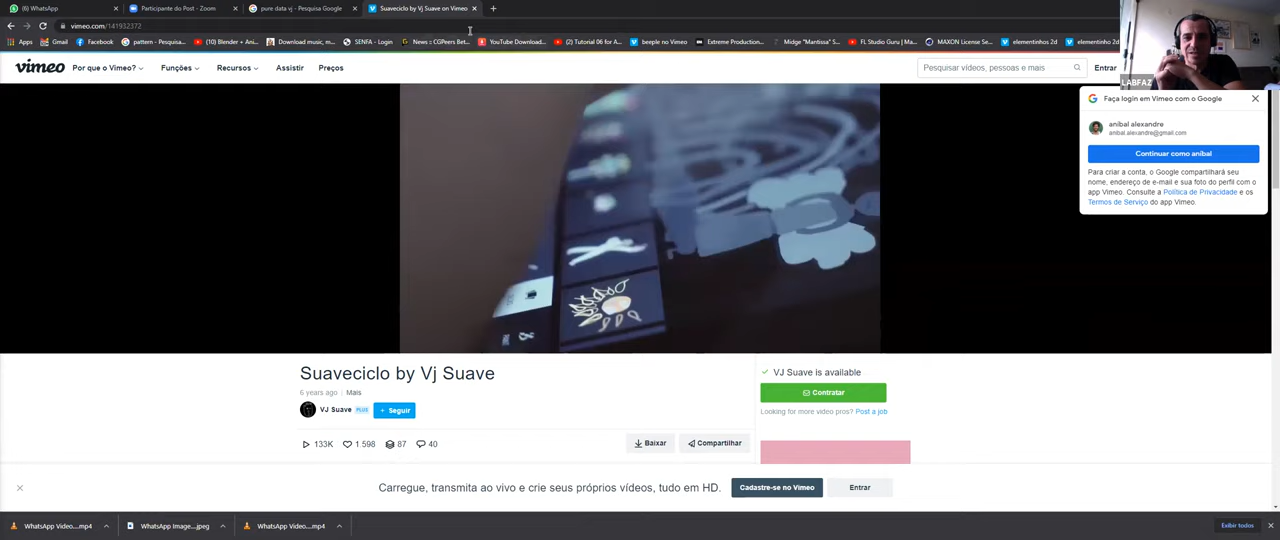 (6) WhatsApp
Participante do Post - Zoom
pure data vj - Pesquisa Google
Suaveciclo by Vj Suave on Vimeo
vimeo.com/141932372
Apps
Gmail
Facebook
pattern - Pesquisa...
(10) Blender + Ani...
Download music, m...
SENFA - Login
News :: CGPeers Bet...
YouTube Download...
(2) Tutorial 06 for A...
beeple no Vimeo
Extreme Production...
Midge "Mantissa" S...
FL Studio Guru | Ma...
MAXON License Se...
elementinhos 2d
elementinho 2d
LABFAZ
vimeo
Por que o Vimeo?
Funções
Recursos
Assistir
Preços
Pesquisar vídeos, pessoas e mais
Entrar
Faça login em Vimeo com o Google
anibal alexandre
anibal.alexandre@gmail.com
Continuar como anibal
Para criar a conta, o Google compartilhará seu
nome, endereço de e-mail e sua foto do perfil com o
app Vimeo. Consulte a Política de Privacidade e os
Termos de Serviço do app Vimeo.
Suaveciclo by Vj Suave
6 years ago Mais
VJ Suave PLUS
+ Seguir
133K 1.598 87 40
Baixar
Compartilhar
VJ Suave is available
Contratar
Looking for more video pros? Post a job
Carregue, transmita ao vivo e crie seus próprios vídeos, tudo em HD.
Cadastre-se no Vimeo
Entrar
WhatsApp Video....mp4
WhatsApp Image....jpeg
WhatsApp Video....mp4
Exibir todos